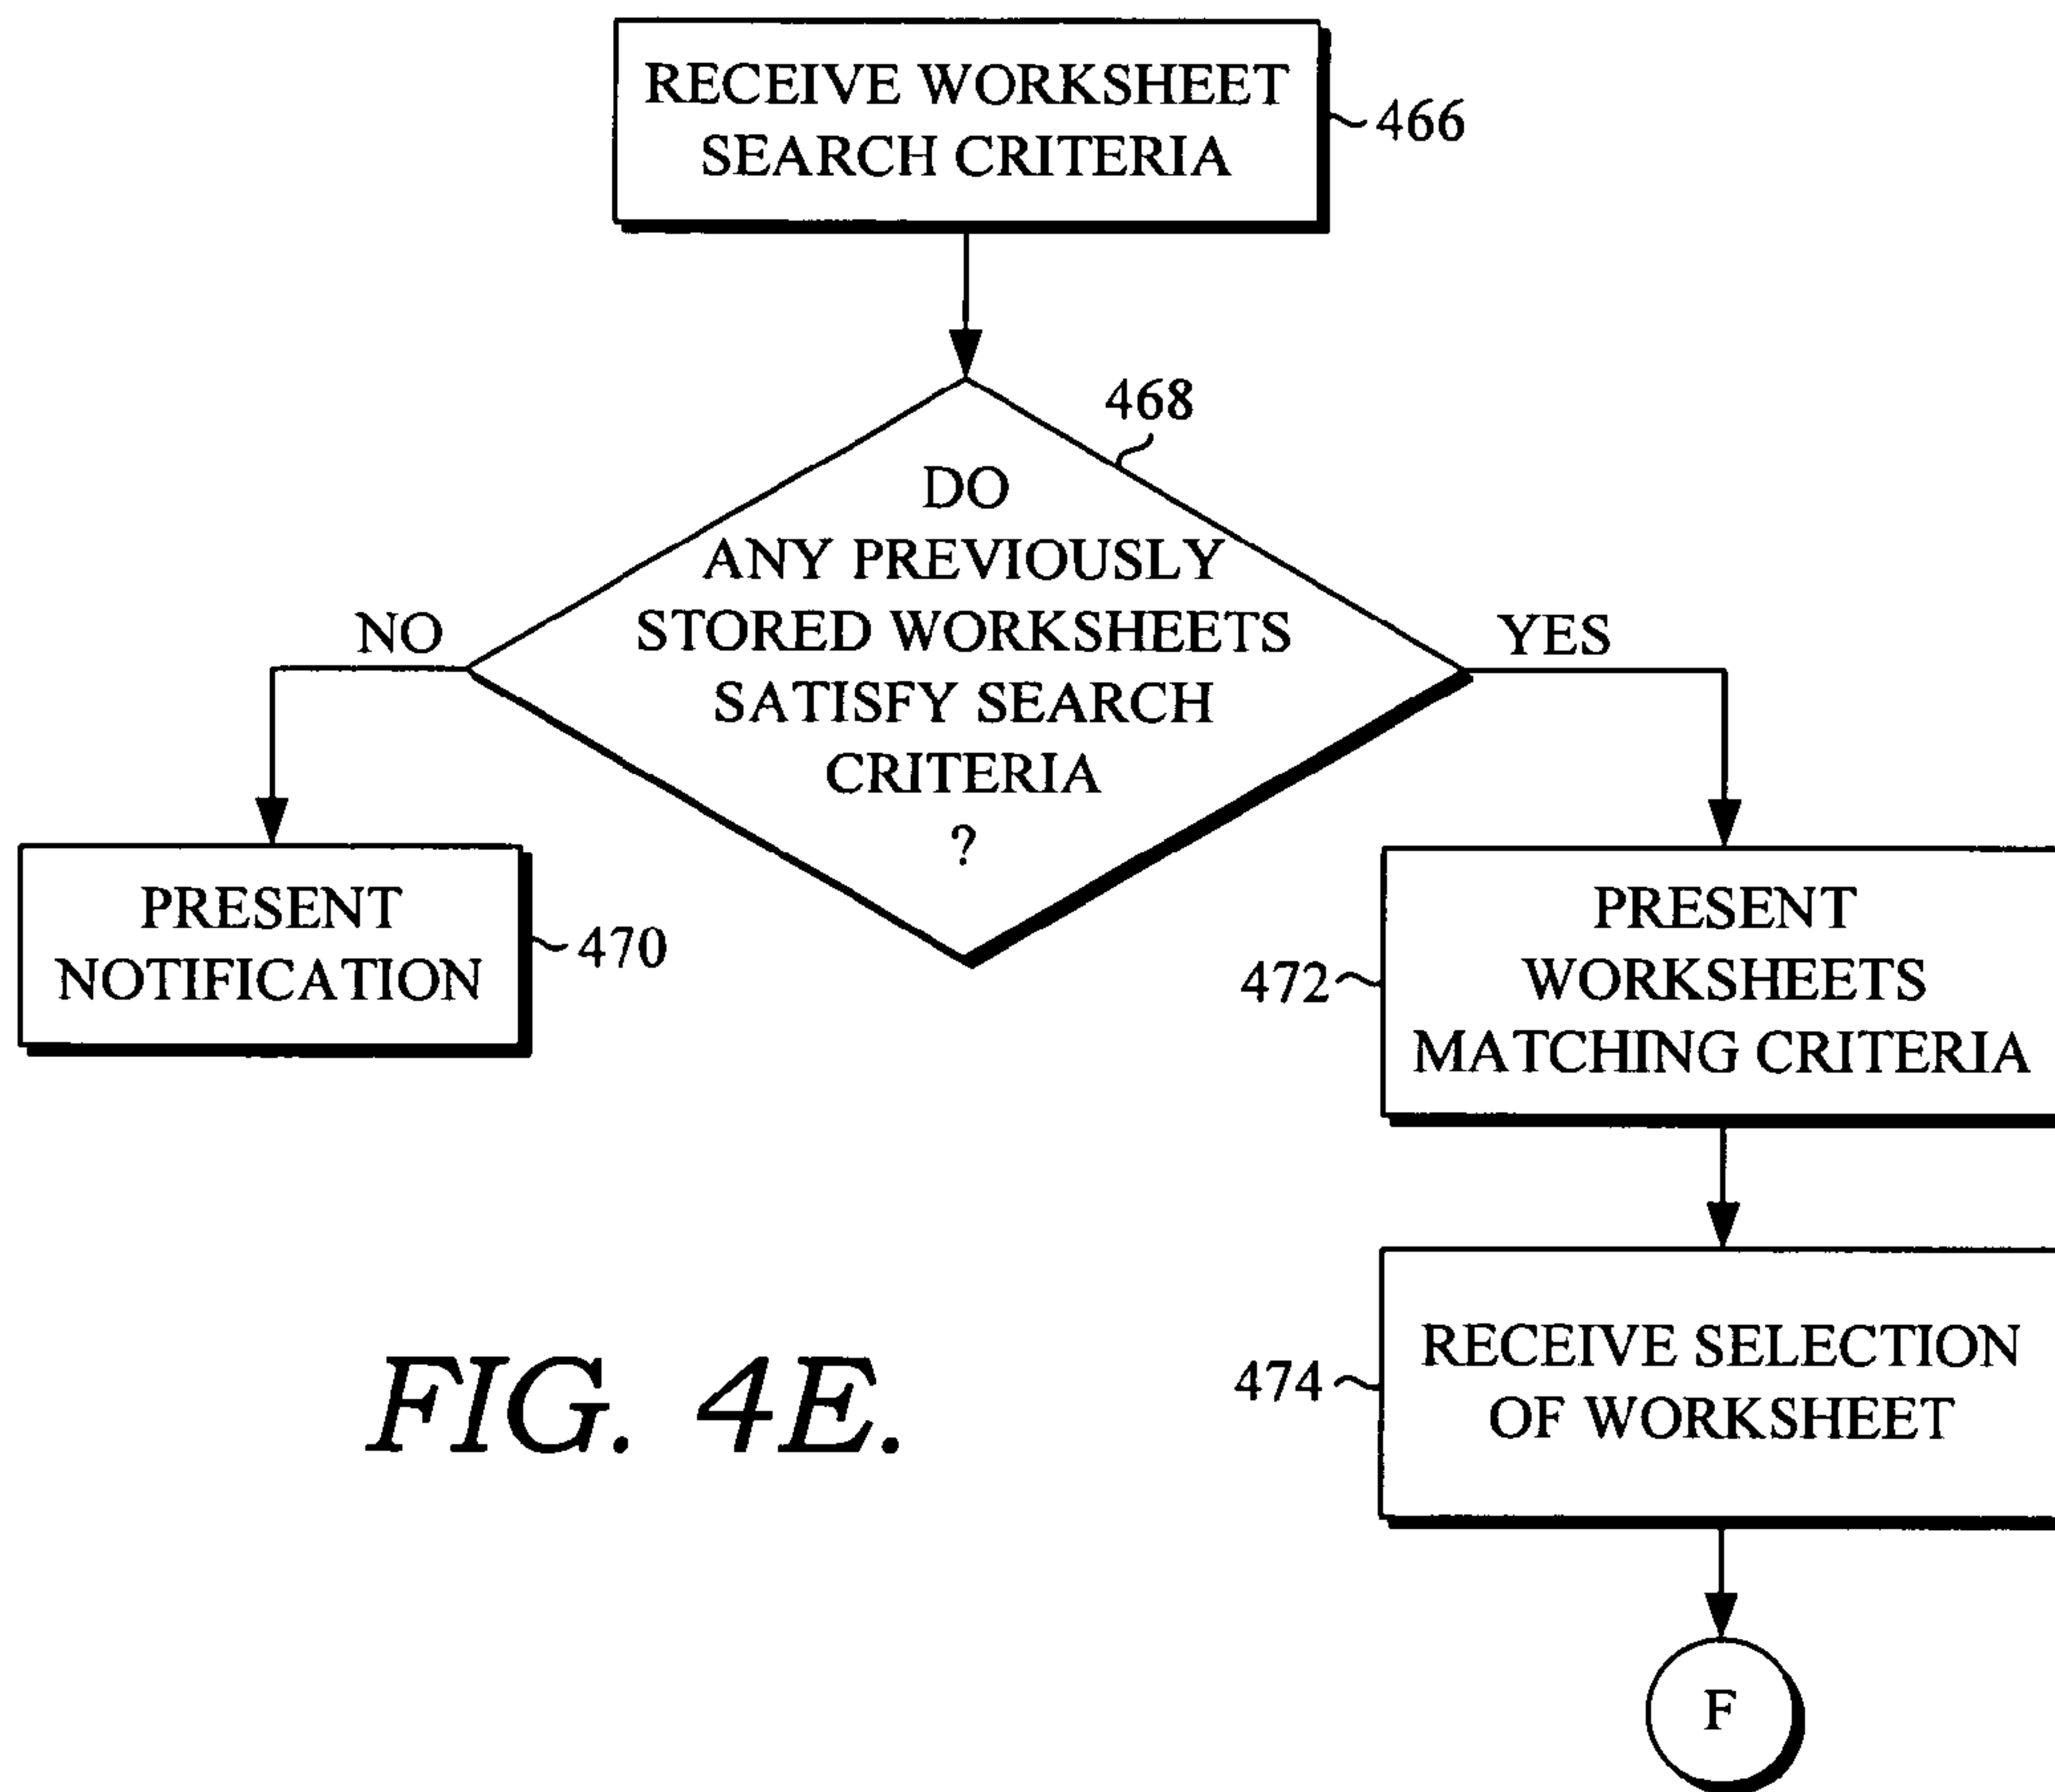 RECEIVE WORKSHEET
SEARCH CRITERIA
466
468
DO
ANY PREVIOUSLY
STORED WORKSHEETS
SATISFY SEARCH
CRITERIA
?
NO
YES
PRESENT
NOTIFICATION
470
PRESENT
WORKSHEETS
MATCHING CRITERIA
472
RECEIVE SELECTION
OF WORKSHEET
474
F
FIG. 4E.